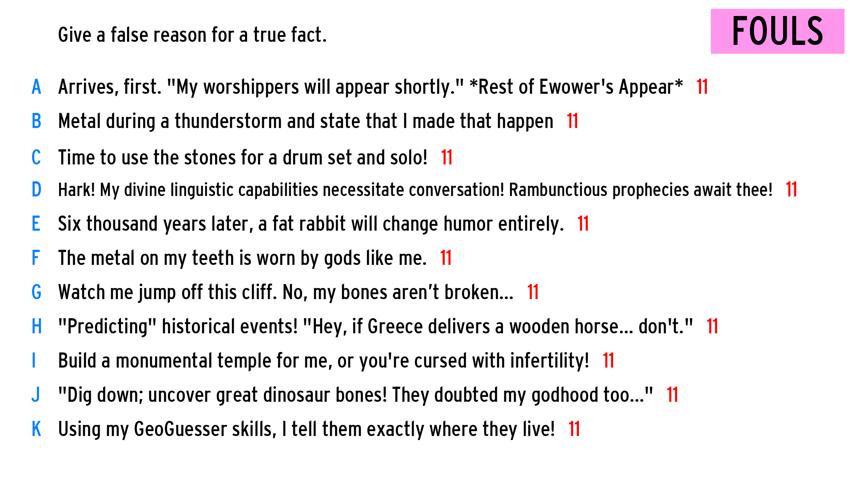 Give a false reason for a true fact.
FOULS
A Arrives, first. "My worshippers will appear shortly." *Rest of Ewower's Appear* 11
B Metal during a thunderstorm and state that I made that happen 11
C Time to use the stones for a drum set and solo! 11
D Hark! My divine linguistic capabilities necessitate conversation! Rambunctious prophecies await thee! 11
E Six thousand years later, a fat rabbit will change humor entirely. 11
F The metal on my teeth is worn by gods like me. 11
G Watch me jump off this cliff. No, my bones aren't broken... 11
H "Predicting" historical events! "Hey, if Greece delivers a wooden horse... don't." 11
I Build a monumental temple for me, or you're cursed with infertility! 11
J "Dig down; uncover great dinosaur bones! They doubted my godhood too..." 11
K Using my GeoGuesser skills, I tell them exactly where they live! 11